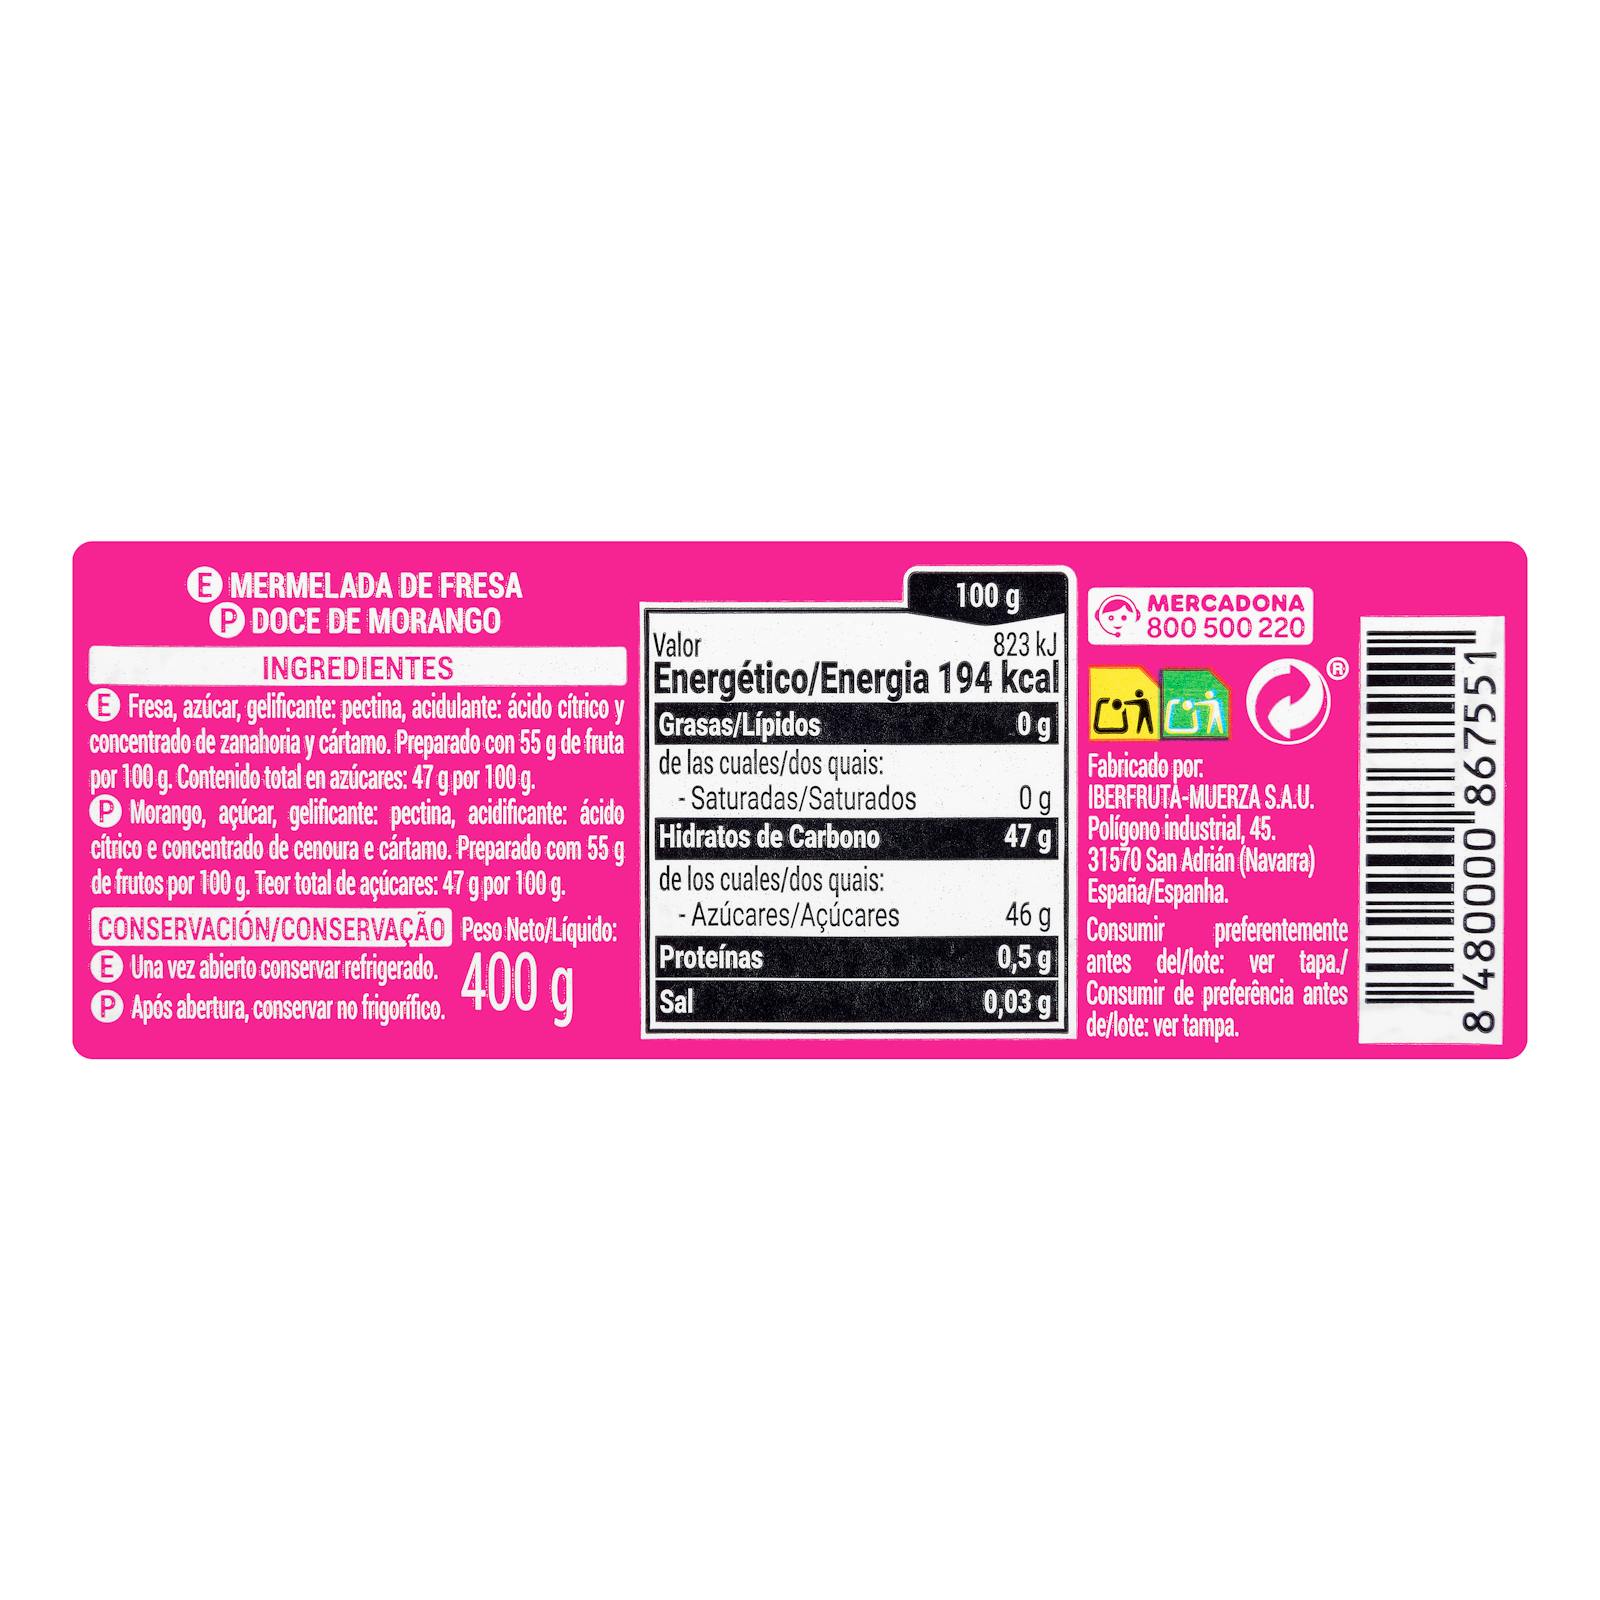 E MERMELADA DE FRESA
P DOCE DE MORANGO
INGREDIENTES
E Fresa, azúcar, gelificante: pectina, acidulante: ácido cítrico y
concentrado de zanahoria y cártamo. Preparado con 55 g de fruta
por 100 g. Contenido total en azúcares: 47 g por 100 g.
P Morango, açúcar, gelificante: pectina, acidificante: ácido
cítrico e concentrado de cenoura e cártamo. Preparado com 55 g
de frutos por 100 g. Teor total de açúcares: 47 g por 100 g.
CONSERVACIÓN/CONSERVAÇÃO
E Una vez abierto conservar refrigerado.
P Após abertura, conservar no frigorífico.
Peso Neto/Líquido:
400 g
100 g
Valor 823 kJ
Energético/Energia 194 kcal
Grasas/Lípidos 0 g
de las cuales/dos quais:
- Saturadas/Saturados 0 g
Hidratos de Carbono 47 g
de los cuales/dos quais:
- Azúcares/Açúcares 46 g
Proteínas 0,5 g
Sal 0,03 g
MERCADONA
800 500 220
®
Fabricado por:
IBERFRUTA-MUERZA S.A.U.
Polígono industrial, 45.
31570 San Adrián (Navarra)
España/Espanha.
Consumir preferentemente
antes del/lote: ver tapa./
Consumir de preferência antes
de/lote: ver tampa.
8 480000 867551